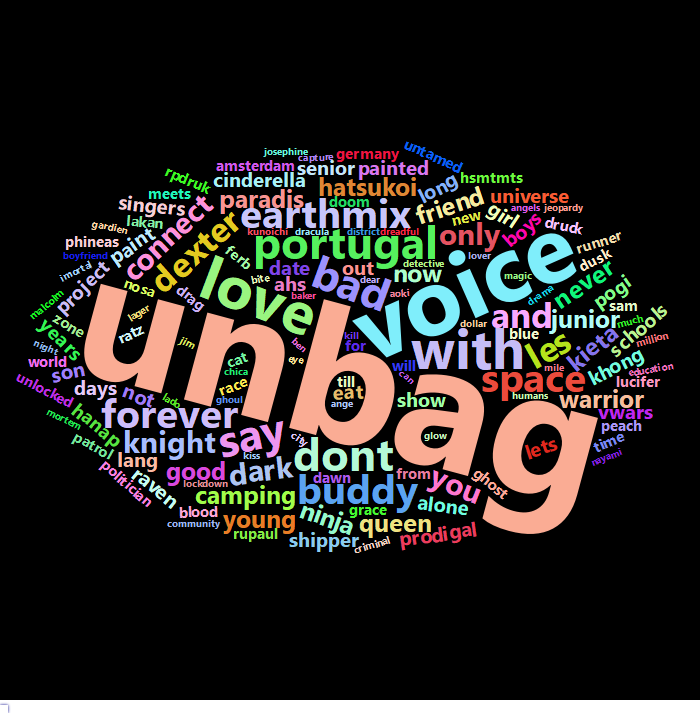 josephine
capture
germany
untamed
amsterdam
senior
painted
rpdruk
cinderella
hsmtmts
meets
hatsukoi
long
singers
paradis
doom
friend
girl
universe
angels
jeopardy
lakan
connect
earthmix
new
boys
druk
gardien
kunoichi
dracula
district
dreadful
phineas
paint
dexter
portugal
only
runner
boyfriend
ferb
date
out
lover
voice
dusk
imortal
project
nosa
bite
ahs
dear
now
magic
never
pogi
malcolm
zone
lager
drag
love
baker
bad
aoki
drama
sam
years
ratz
dollar
and
junior
much
night
jim
unbag
kill
for
ben
with
blue
les
kieta
schools
million
world
son
cat
eye
will
can
space
mile
khong
education
unlocked
days
not
chica
race
till
eat
humans
lucifer
hanap
lado
ghoul
ange
show
warrior
vwars
mortem
forever
say
city
glow
peach
patrol
knight
kiss
dont
lets
time
politician
lang
good
dark
dawn
from
you
ghost
nayami
raven
lockdown
camping
buddy
alone
blood
grace
community
young
ninja
queen
rupaul
shipper
criminal
prodigal
detective